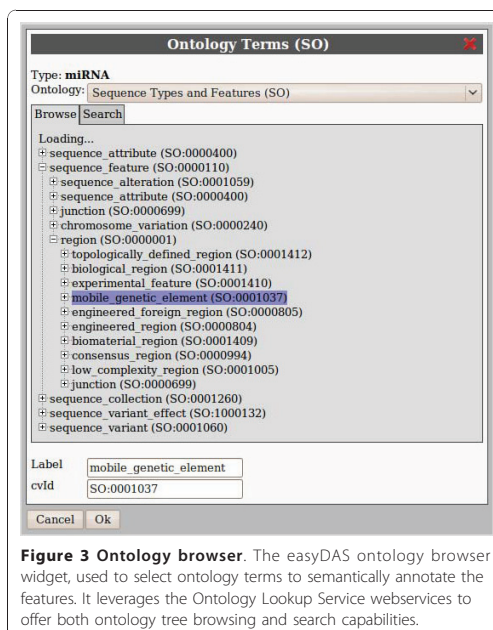 Ontology Terms (SO)
Type: miRNA
Ontology: Sequence Types and Features (SO)
Browse Search
Loading...
sequence_attribute (SO:0000400)
sequence_feature (SO:0000110)
sequence_alteration (SO:0001059)
sequence_attribute (SO:0000400)
junction (SO:0000699)
chromosome_variation (SO:0000240)
region (SO:0000001)
topologically_defined_region (SO:0001412)
biological_region (SO:0001411)
experimental_feature (SO:0001410)
mobile_genetic_element (SO:0001037)
engineered_foreign_region (SO:0000805)
engineered_region (SO:0000804)
biomaterial_region (SO:0001409)
consensus_region (SO:0000994)
low_complexity_region (SO:0001005)
junction (SO:0000699)
sequence_collection (SO:0001260)
sequence_variant_effect (SO:1000132)
sequence_variant (SO:0001060)
Label mobile_genetic_element
cvId SO:0001037
Cancel Ok
Figure 3 Ontology browser. The easyDAS ontology browser
widget, used to select ontology terms to semantically annotate the
features. It leverages the Ontology Lookup Service webservices to
offer both ontology tree browsing and search capabilities.